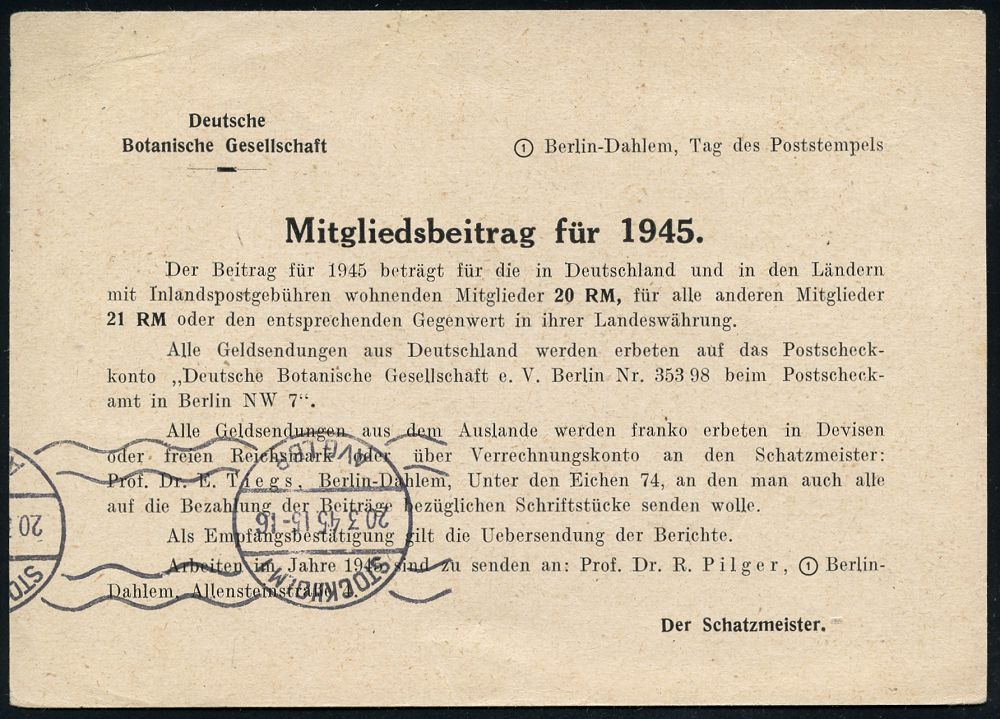 Deutsche
Botanische Gesellschaft
① Berlin-Dahlem, Tag des Poststempels
Mitgliedsbeitrag für 1945.
Der Beitrag für 1945 beträgt für die in Deutschland und in den Ländern
mit Inlandspostgebühren wohnenden Mitglieder 20 RM, für alle anderen Mitglieder
21 RM oder den entsprechenden Gegenwert in ihrer Landeswährung.
Alle Geldsendungen aus Deutschland werden erbeten auf das Postscheck-
konto „Deutsche Botanische Gesellschaft e. V. Berlin Nr. 353 98 beim Postscheck-
amt in Berlin NW 7“.
Alle Geldsendungen aus dem Auslande werden franko erbeten in Devisen
oder freien Reichsmark oder über Verrechnungskonto an den Schatzmeister:
Prof. Dr. E. Tiegs, Berlin-Dahlem, Unter den Eichen 74, an den man auch alle
auf die Bezahlung der Beiträge bezüglichen Schriftstücke senden wolle.
Als Empfangsbestätigung gilt die Uebersendung der Berichte.
Arbeiten im Jahre 1945 sind zu senden an: Prof. Dr. R. Pilger, ① Berlin-
Dahlem, Allensteinstraße 4.
Der Schatzmeister.
AVG LBR
20 3 45 15-16
STOCKHOLM 1
20
STO